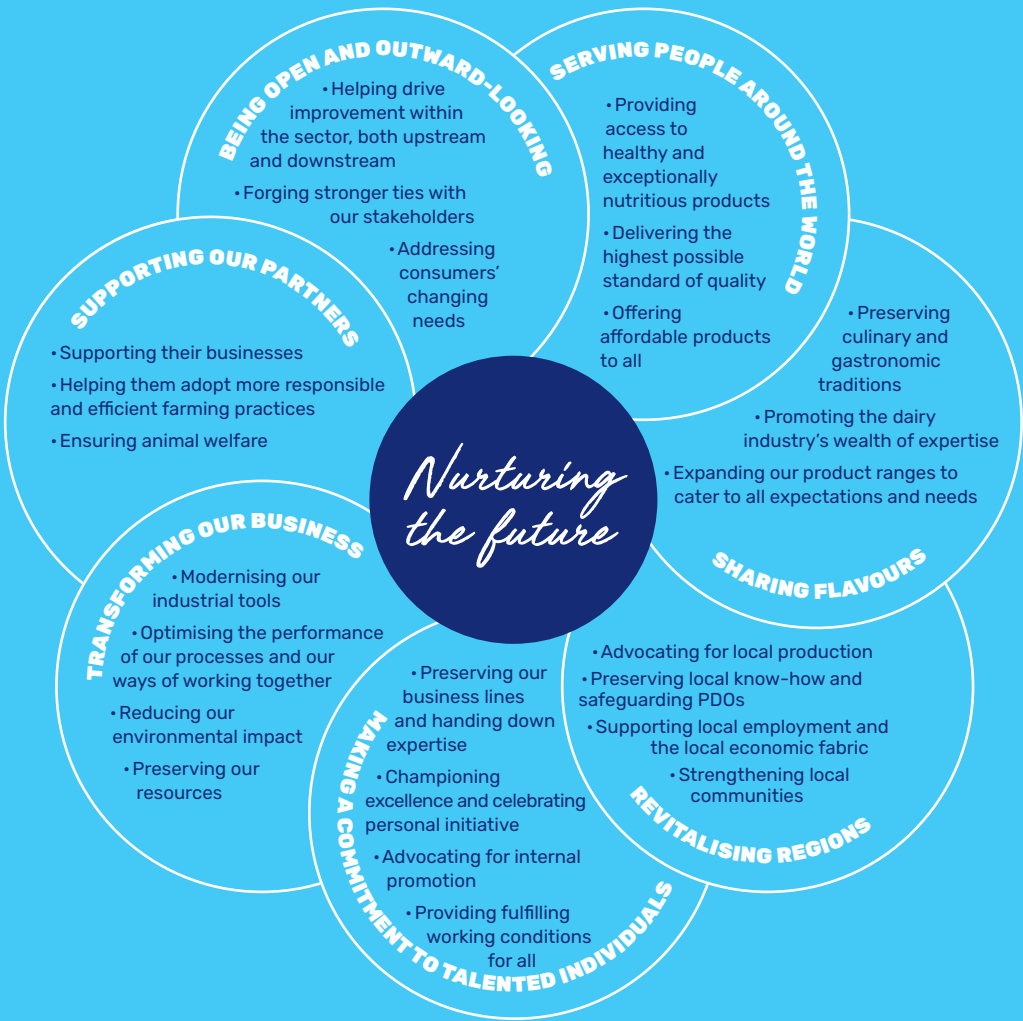 BEING OPEN AND OUTWARD-LOOKING
• Helping drive
improvement within
the sector, both upstream
and downstream
• Forging stronger ties with
our stakeholders
• Addressing
consumers'
changing
needs
SERVING PEOPLE AROUND THE WORLD
• Providing
access to
healthy and
exceptionally
nutritious products
• Delivering the
highest possible
standard of quality
• Offering
affordable products
to all
• Preserving
culinary and
gastronomic
traditions
• Promoting the dairy
industry's wealth of expertise
• Expanding our product ranges to
cater to all expectations and needs
SHARING FLAVOURS
• Advocating for local production
• Preserving local know-how and
safeguarding PDOs
• Supporting local employment and
the local economic fabric
• Strengthening local
communities
REVITALISING REGIONS
• Preserving our
business lines
and handing down
expertise
• Championing
excellence and celebrating
personal initiative
• Advocating for internal
promotion
• Providing fulfilling
working conditions
for all
MAKING A COMMITMENT TO TALENTED INDIVIDUALS
TRANSFORMING OUR BUSINESS
• Modernising our
industrial tools
• Optimising the performance
of our processes and our
ways of working together
• Reducing our
environmental impact
• Preserving our
resources
SUPPORTING OUR PARTNERS
• Supporting their businesses
• Helping them adopt more responsible
and efficient farming practices
• Ensuring animal welfare
Nurturing
the future